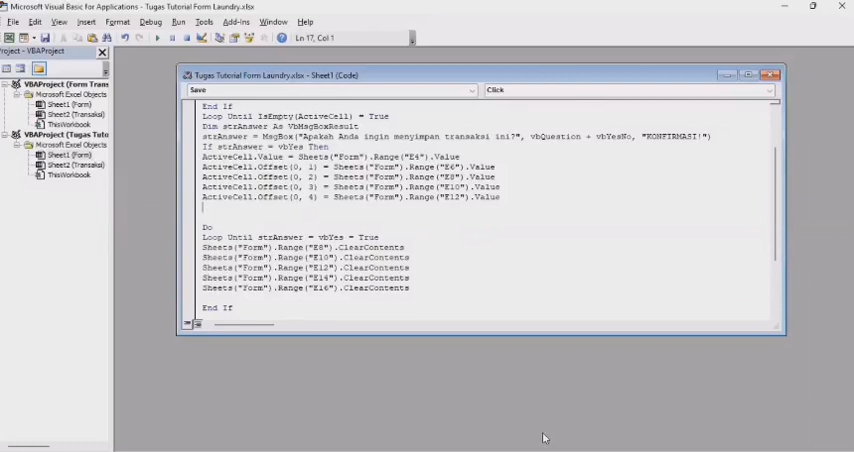 Microsoft Visual Basic for Applications - Tugas Tutorial Form Laundry.xlsx
File Edit View Insert Format Debug Run Tools Add-Ins Window Help
Ln 17, Col 1
Project - VBAProject
VBAProject (Form Trans
Microsoft Excel Objects
Sheet1 (Form)
Sheet2 (Transaksi)
ThisWorkbook
VBAProject (Tugas Tuto
Microsoft Excel Objects
Sheet1 (Form)
Sheet2 (Transaksi)
ThisWorkbook
Tugas Tutorial Form Laundry.xlsx - Sheet1 (Code)
Save Click
End If
Loop Until IsEmpty(ActiveCell) = True
Dim strAnswer As VbMsgBoxResult
strAnswer = MsgBox("Apakah Anda ingin menyimpan transaksi ini?", vbQuestion + vbYesNo, "KONFIRMASI!")
If strAnswer = vbYes Then
ActiveCell.Value = Sheets("Form").Range("E4").Value
ActiveCell.Offset(0, 1) = Sheets("Form").Range("E6").Value
ActiveCell.Offset(0, 2) = Sheets("Form").Range("E8").Value
ActiveCell.Offset(0, 3) = Sheets("Form").Range("E10").Value
ActiveCell.Offset(0, 4) = Sheets("Form").Range("E12").Value
Do
Loop Until strAnswer = vbYes = True
Sheets("Form").Range("E8").ClearContents
Sheets("Form").Range("E10").ClearContents
Sheets("Form").Range("E12").ClearContents
Sheets("Form").Range("E14").ClearContents
Sheets("Form").Range("E16").ClearContents
End If